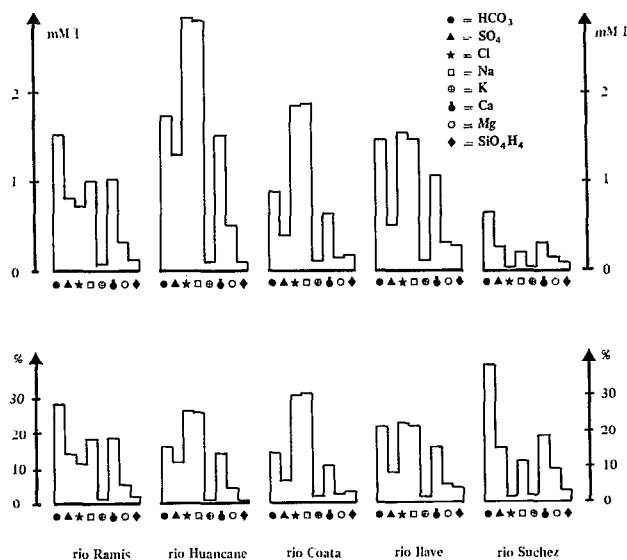 mM l
2
1
0
● = HCO3
▲ = SO4
★ = Cl
□ = Na
⊕ = K
= Ca
○ = Mg
◆ = SiO4H4
mM l
2
1
0
%
30
20
10
0
%
30
20
10
0
rio Ramis
rio Huancane
rio Coata
rio Ilave
rio Suchez